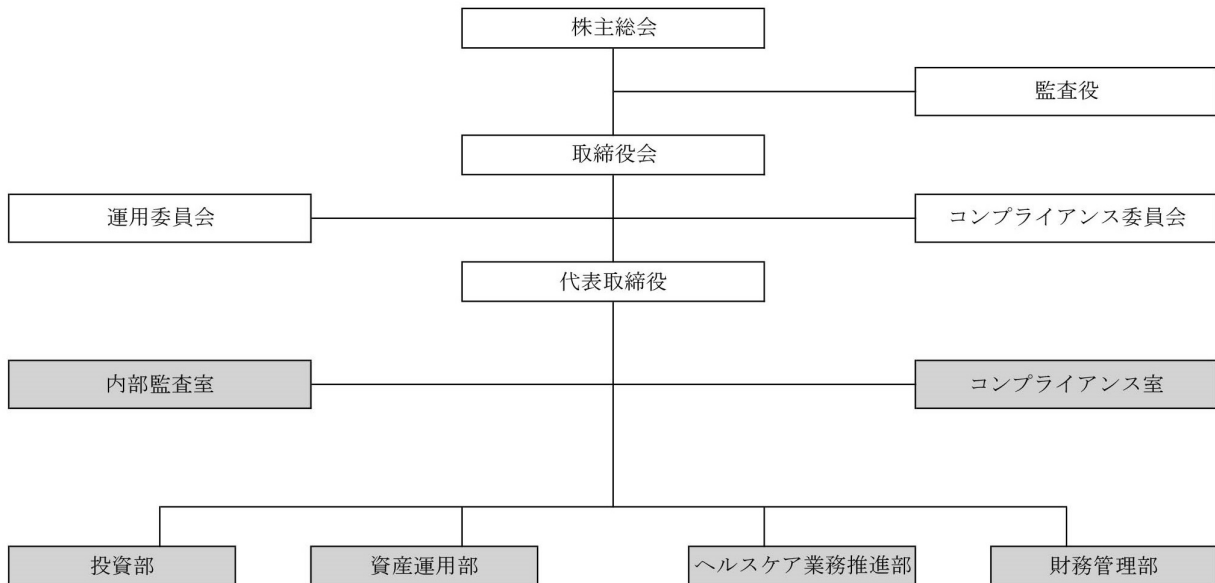 株主総会
監査役
取締役会
運用委員会
コンプライアンス委員会
代表取締役
内部監査室
コンプライアンス室
投資部
資産運用部
ヘルスケア業務推進部
財務管理部